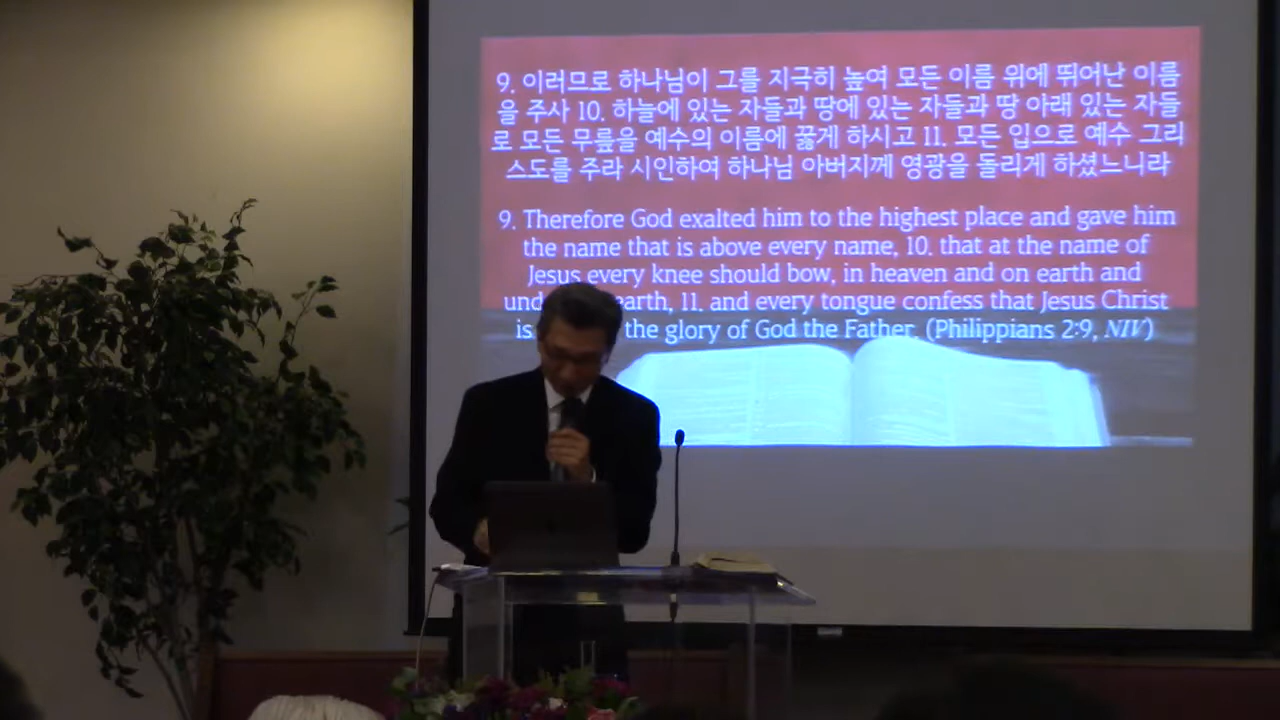 9. 이러므로 하나님이 그를 지극히 높여 모든 이름 위에 뛰어난 이름
을 주사 10. 하늘에 있는 자들과 땅에 있는 자들과 땅 아래 있는 자들
로 모든 무릎을 예수의 이름에 꿇게 하시고 11. 모든 입으로 예수 그리
스도를 주라 시인하여 하나님 아버지께 영광을 돌리게 하셨느니라
9. Therefore God exalted him to the highest place and gave him
the name that is above every name, 10. that at the name of
Jesus every knee should bow, in heaven and on earth and
earth, 11. and every tongue confess that Jesus Christ
is the glory of God the Father. (Philippians 2:9, NIV)